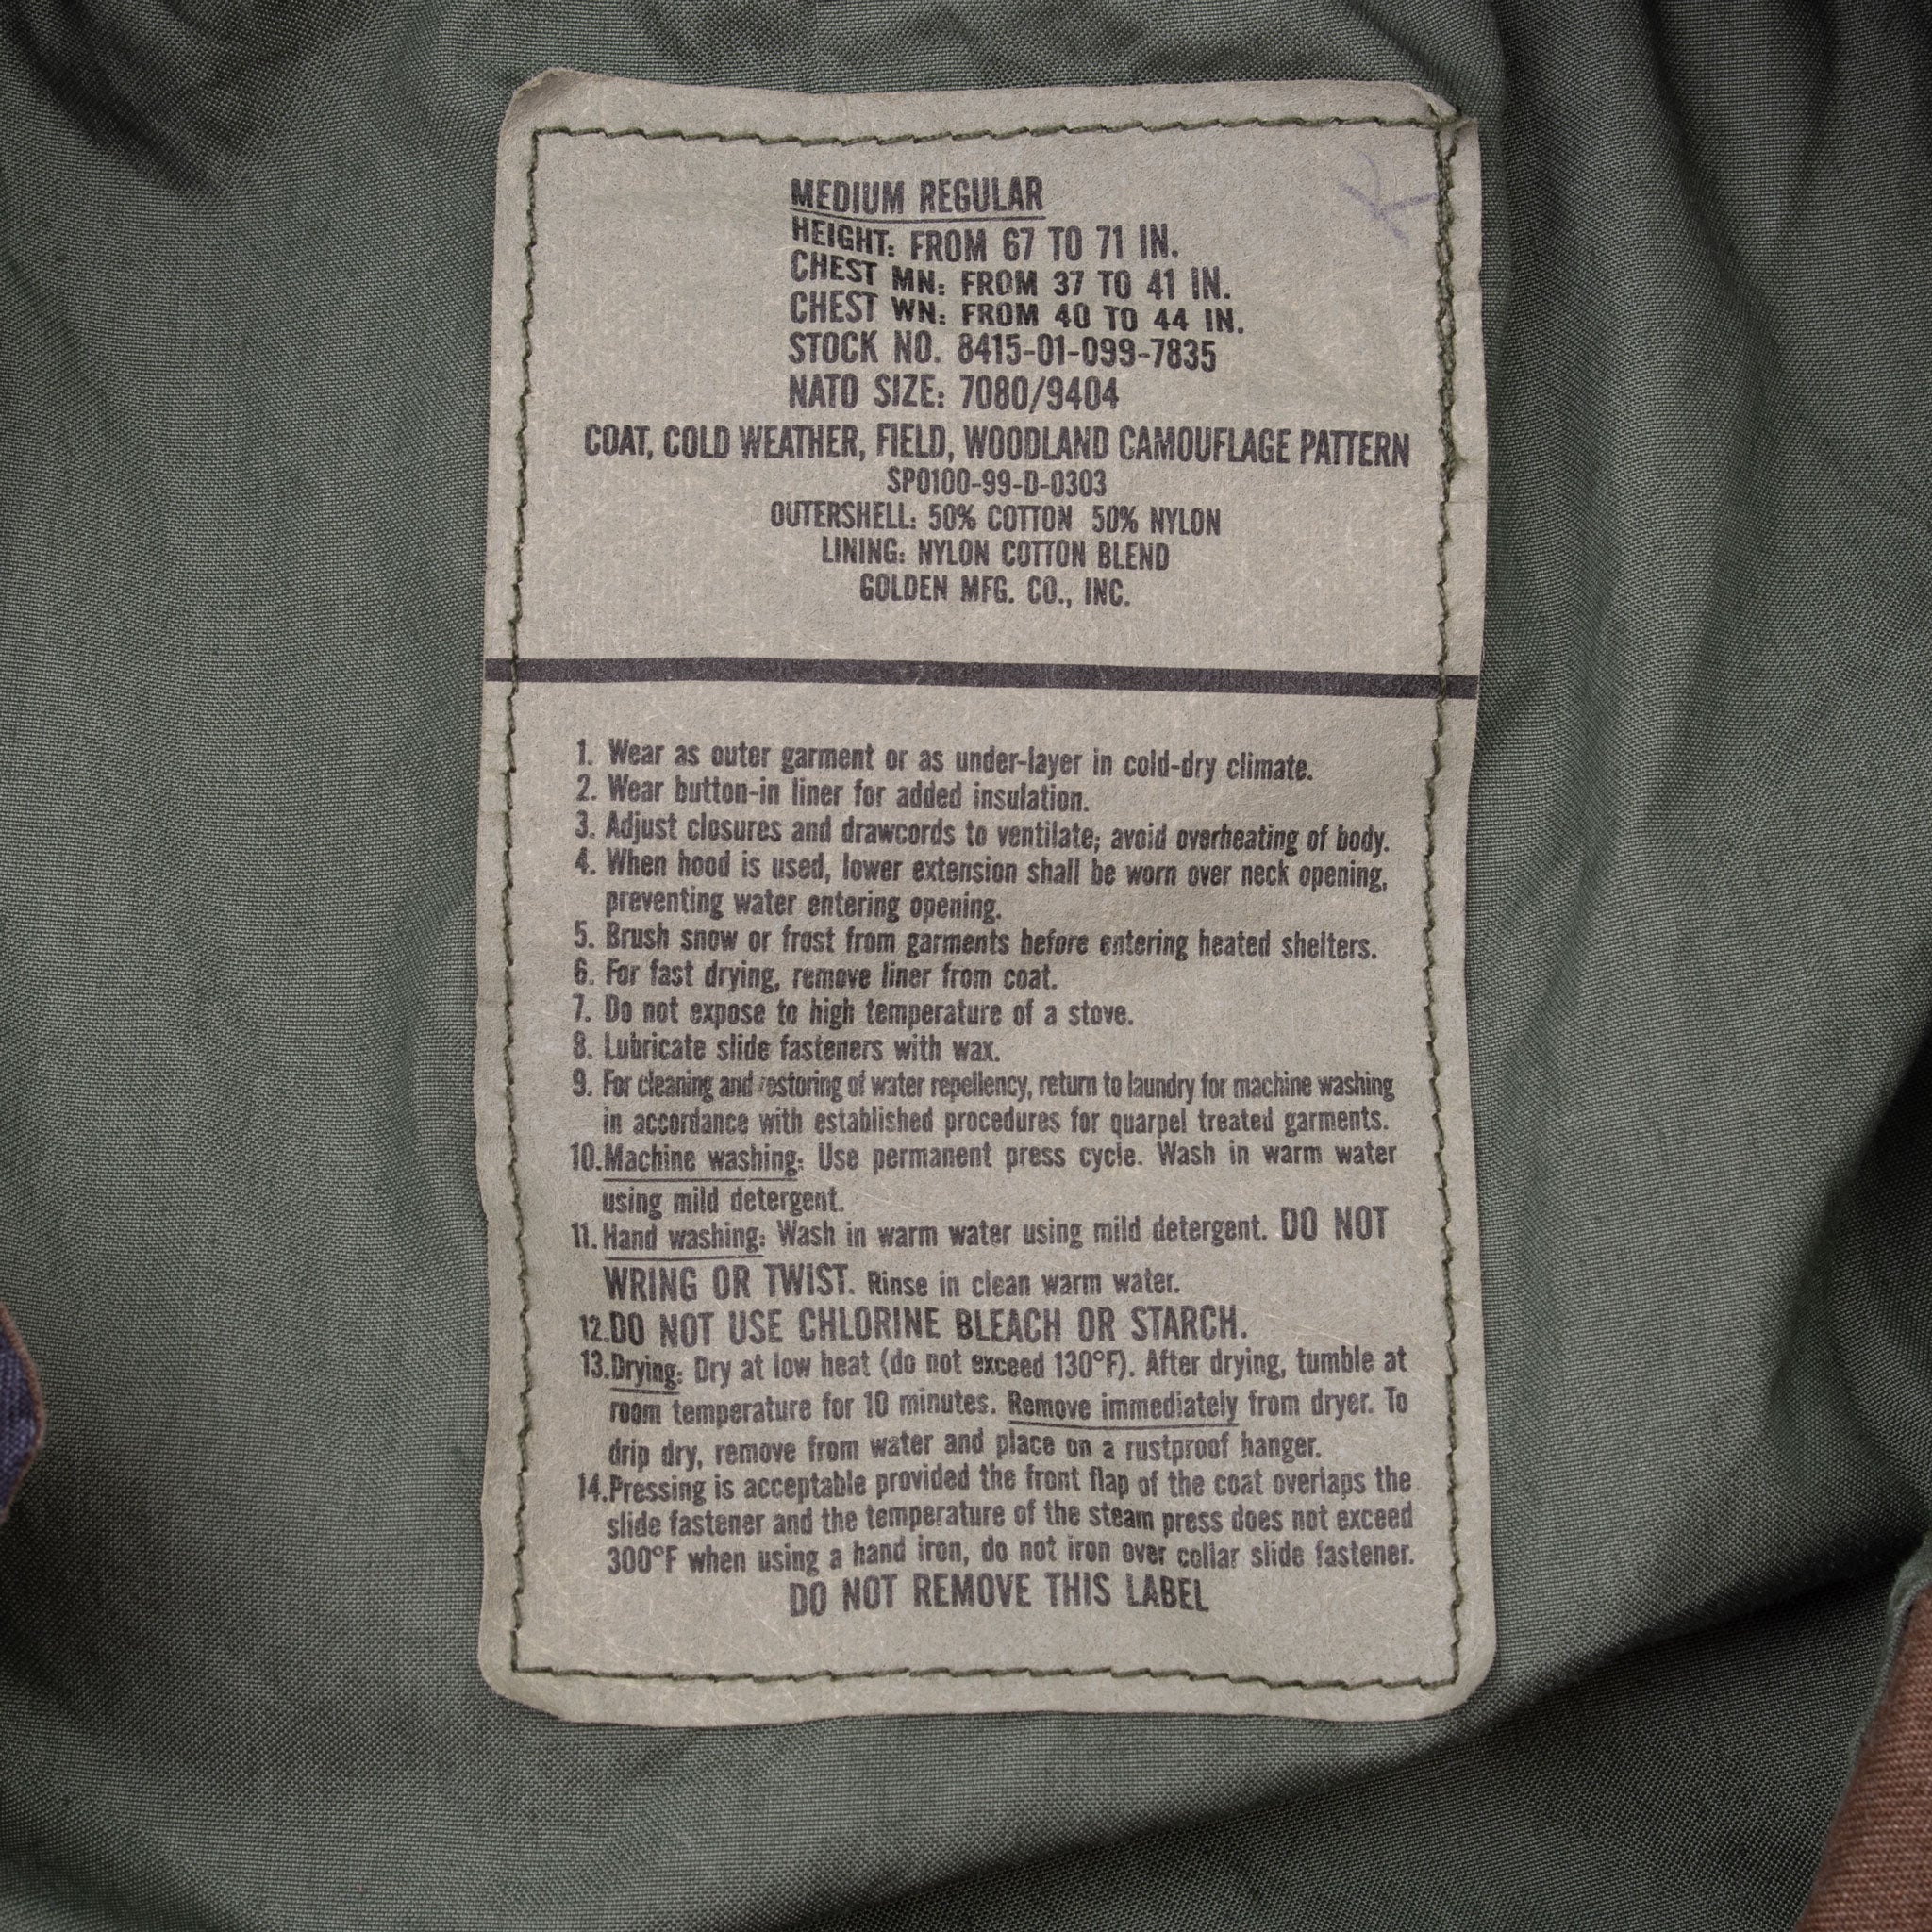 MEDIUM REGULAR
HEIGHT: FROM 67 TO 71 IN.
CHEST MN: FROM 37 TO 41 IN.
CHEST WN: FROM 40 TO 44 IN.
STOCK NO. 8415-01-099-7835
NATO SIZE: 7080/9404
COAT, COLD WEATHER, FIELD, WOODLAND CAMOUFLAGE PATTERN
SP0100-99-D-0303
OUTERSHELL: 50% COTTON 50% NYLON
LINING: NYLON COTTON BLEND
GOLDEN MFG. CO., INC.
1. Wear as outer garment or as under-layer in cold-dry climate.
2. Wear button-in liner for added insulation.
3. Adjust closures and drawcords to ventilate; avoid overheating of body.
4. When hood is used, lower extension shall be worn over neck opening,
preventing water entering opening.
5. Brush snow or frost from garments before entering heated shelters.
6. For fast drying, remove liner from coat.
7. Do not expose to high temperature of a stove.
8. Lubricate slide fasteners with wax.
9. For cleaning and restoring of water repellency, return to laundry for machine washing
in accordance with established procedures for quarpel treated garments.
10. Machine washing: Use permanent press cycle. Wash in warm water
using mild detergent.
11. Hand washing: Wash in warm water using mild detergent. DO NOT
WRING OR TWIST. Rinse in clean warm water.
12. DO NOT USE CHLORINE BLEACH OR STARCH.
13. Drying: Dry at low heat (do not exceed 130°F). After drying, tumble at
room temperature for 10 minutes. Remove immediately from dryer. To
drip dry, remove from water and place on a rustproof hanger.
14. Pressing is acceptable provided the front flap of the coat overlaps the
slide fastener and the temperature of the steam press does not exceed
300°F when using a hand iron, do not iron over collar slide fastener.
DO NOT REMOVE THIS LABEL